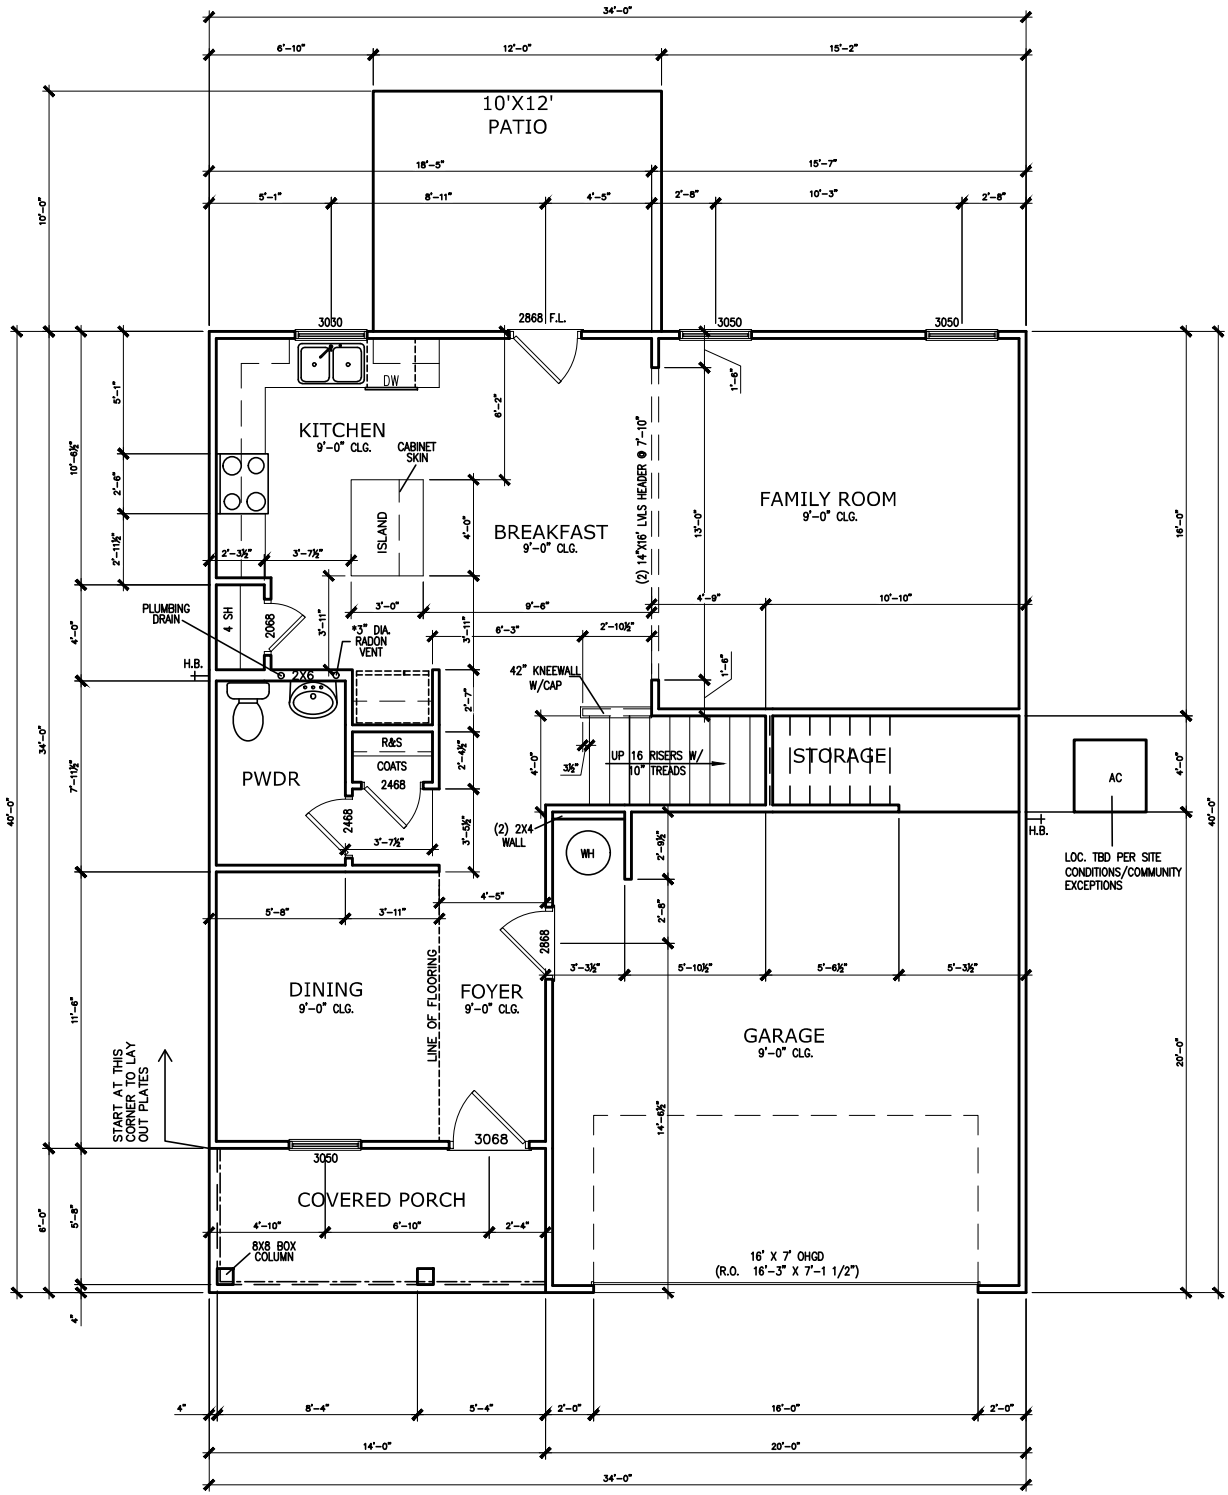 34'-0"
6'-10"
12'-0"
15'-2"
10'X12'
PATIO
18'-5"
15'-7"
5'-1"
8'-11"
4'-5"
2'-8"
10'-3"
2'-8"
10'-0"
3030
2868 F.L.
3050
3050
DW
1'-6"
5'-1"
6'-2"
KITCHEN
9'-0" CLG.
CABINET
SKIN
10'-6½"
2'-6"
(2) 14"X16' LVLS HEADER @ 7'-10"
FAMILY ROOM
9'-0" CLG.
13'-0"
16'-0"
ISLAND
4'-0"
BREAKFAST
9'-0" CLG.
2'-11½"
2'-3½"
3'-7½"
3'-0"
9'-6"
4'-9"
10'-10"
PLUMBING
DRAIN
4 SH
2068
3'-11"
*3" DIA.
RADON
VENT
3'-11"
6'-3"
2'-10½"
4'-0"
H.B.
2X6
42" KNEEWALL
W/CAP
1'-6"
2'-7"
34'-0"
40'-0"
7'-11½"
PWDR
R&S
COATS
2468
2'-4½"
4'-0"
3½"
UP 16 RISERS W/
10" TREADS
STORAGE
4'-0"
AC
40'-0"
2468
3'-7½"
3'-5½"
(2) 2X4
WALL
WH
2'-9½"
H.B.
LOC. TBD PER SITE
CONDITIONS/COMMUNITY
EXCEPTIONS
5'-8"
3'-11"
4'-5"
2'-8"
2868
3'-3½"
5'-10½"
5'-6½"
5'-3½"
11'-6"
DINING
9'-0" CLG.
LINE OF FLOORING
FOYER
9'-0" CLG.
GARAGE
9'-0" CLG.
20'-0"
START AT THIS
CORNER TO LAY
OUT PLATES
14'-6½"
3050
3068
COVERED PORCH
6'-0"
5'-8"
4'-10"
6'-10"
2'-4"
8X8 BOX
COLUMN
16' X 7' OHGD
(R.O. 16'-3" X 7'-1 1/2")
4"
4"
8'-4"
5'-4"
2'-0"
16'-0"
2'-0"
14'-0"
20'-0"
34'-0"